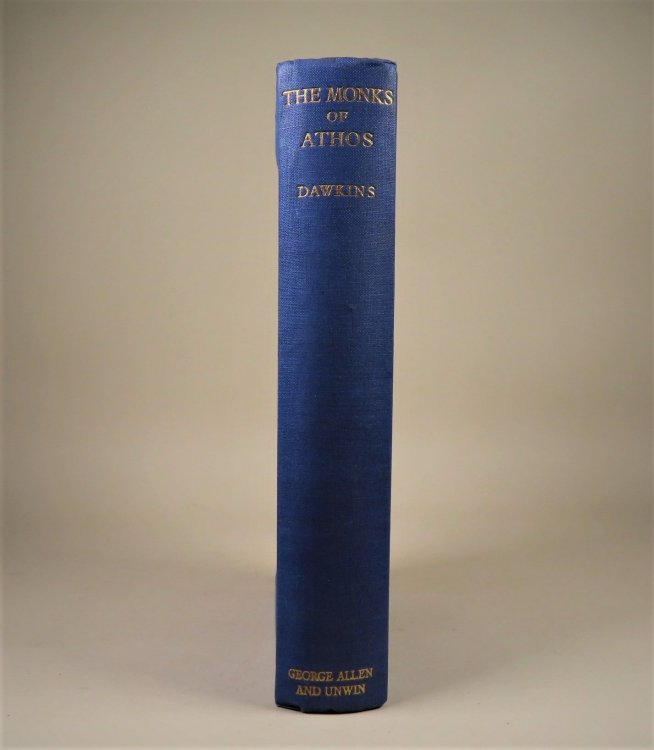 THE MONKS
OF
ATHOS
DAWKINS
GEORGE ALLEN
AND UNWIN